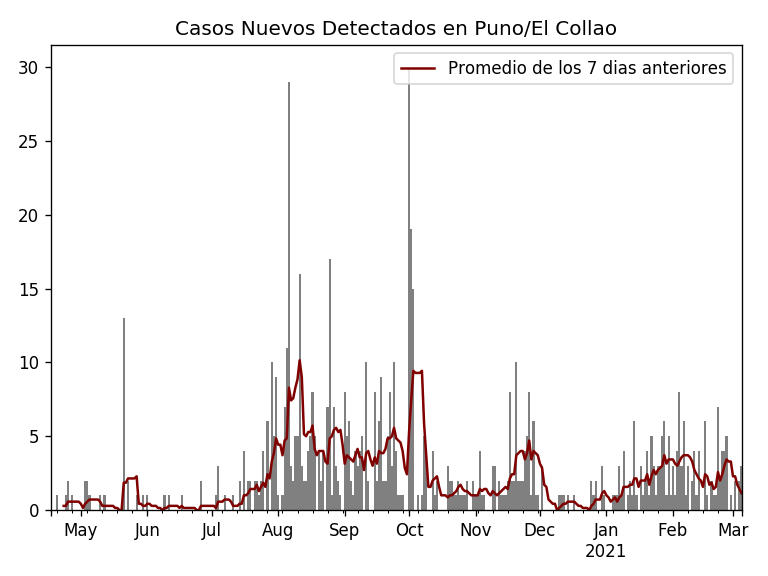 Casos Nuevos Detectados en Puno/El Collao
Promedio de los 7 dias anteriores
30
25
20
15
10
5
0
May Jun Jul Aug Sep Oct Nov Dec Jan Feb Mar
2021